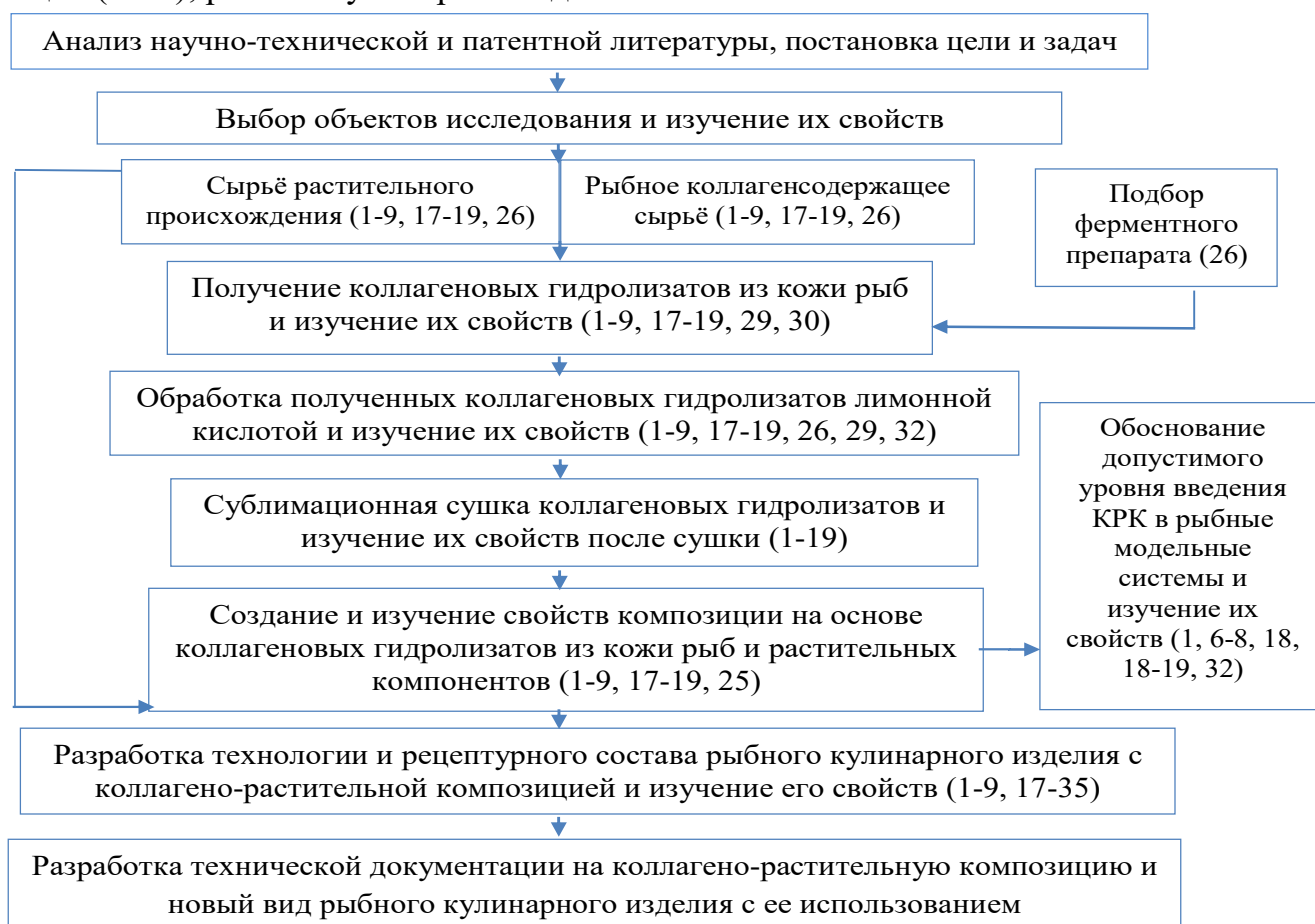 Анализ научно-технической и патентной литературы, постановка цели и задач
Выбор объектов исследования и изучение их свойств
Сырьё растительного
происхождения (1-9, 17-19, 26)
Рыбное коллагенсодержащее
сырьё (1-9, 17-19, 26)
Подбор
ферментного
препарата (26)
Получение коллагеновых гидролизатов из кожи рыб
и изучение их свойств (1-9, 17-19, 29, 30)
Обработка полученных коллагеновых гидролизатов лимонной
кислотой и изучение их свойств (1-9, 17-19, 26, 29, 32)
Сублимационная сушка коллагеновых гидролизатов и
изучение их свойств после сушки (1-19)
Создание и изучение свойств композиции на основе
коллагеновых гидролизатов из кожи рыб и растительных
компонентов (1-9, 17-19, 25)
Обоснование
допустимого
уровня введения
КРК в рыбные
модельные
системы и
изучение их
свойств (1, 6-8, 18,
18-19, 32)
Разработка технологии и рецептурного состава рыбного кулинарного изделия с
коллагено-растительной композицией и изучение его свойств (1-9, 17-35)
Разработка технической документации на коллагено-растительную композицию и
новый вид рыбного кулинарного изделия с ее использованием